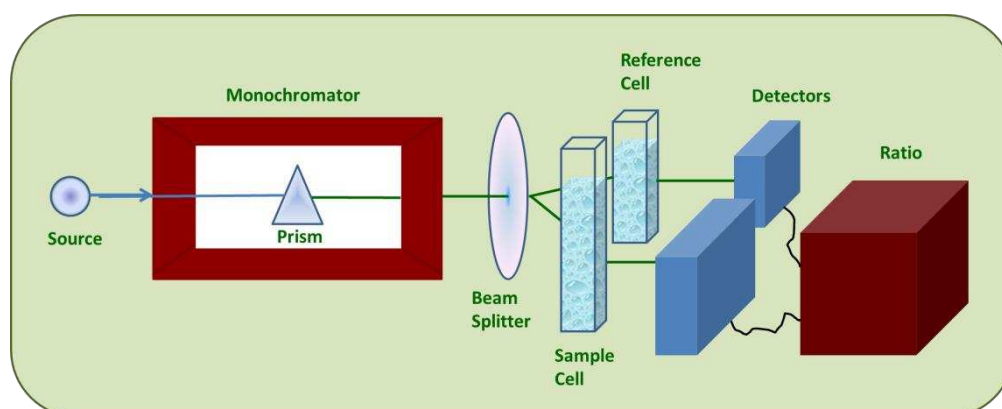 Reference
Cell
Monochromator
Detectors
Ratio
Source
Prism
Beam
Splitter
Sample
Cell